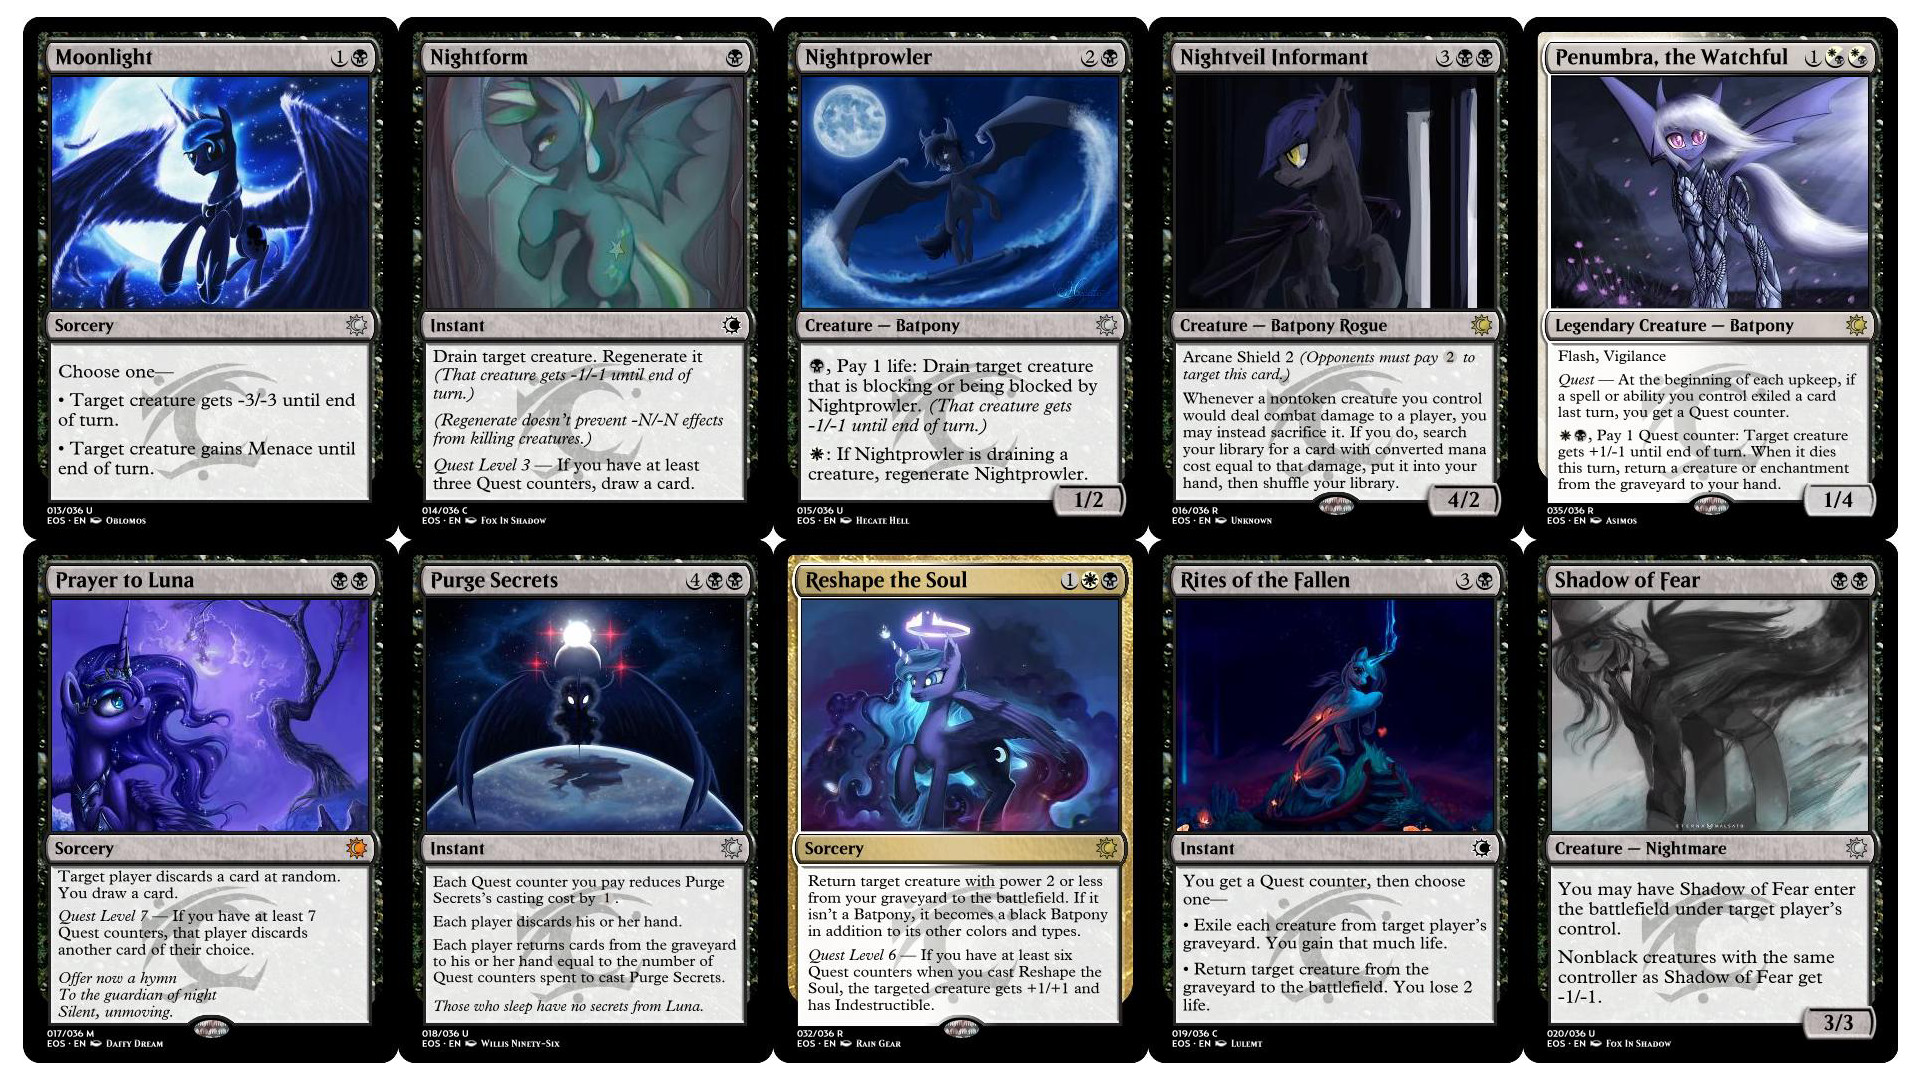 Moonlight 1
Sorcery
Choose one—
• Target creature gets -3/-3 until end
of turn.
• Target creature gains Menace until
end of turn.
013/036 U
EOS · EN Oblomos
Nightform
Instant
Drain target creature. Regenerate it
(That creature gets -1/-1 until end of
turn.)
(Regenerate doesn't prevent -N/-N effects
from killing creatures.)
Quest Level 3 — If you have at least
three Quest counters, draw a card.
014/036 C
EOS · EN Fox In Shadow
Nightprowler 2
Creature — Batpony
, Pay 1 life: Drain target creature
that is blocking or being blocked by
Nightprowler. (That creature gets
-1/-1 until end of turn.)
: If Nightprowler is draining a
creature, regenerate Nightprowler.
1/2
015/036 U
EOS · EN Hecate Hell
Nightveil Informant 3
Creature — Batpony Rogue
Arcane Shield 2 (Opponents must pay 2 to
target this card.)
Whenever a nontoken creature you control
would deal combat damage to a player, you
may instead sacrifice it. If you do, search
your library for a card with converted mana
cost equal to that damage, put it into your
hand, then shuffle your library.
4/2
016/036 R
EOS · EN Unknown
Penumbra, the Watchful 1
Legendary Creature — Batpony
Flash, Vigilance
Quest — At the beginning of each upkeep, if
a spell or ability you control exiled a card
last turn, you get a Quest counter.
, Pay 1 Quest counter: Target creature
gets +1/-1 until end of turn. When it dies
this turn, return a creature or enchantment
from the graveyard to your hand.
1/4
035/036 R
EOS · EN Asimos
Prayer to Luna
Sorcery
Target player discards a card at random.
You draw a card.
Quest Level 7 — If you have at least 7
Quest counters, that player discards
another card of their choice.
Offer now a hymn
To the guardian of night
Silent, unmoving.
017/036 M
EOS · EN Daffy Dream
Purge Secrets 4
Instant
Each Quest counter you pay reduces Purge
Secrets's casting cost by 1 .
Each player discards his or her hand.
Each player returns cards from the graveyard
to his or her hand equal to the number of
Quest counters spent to cast Purge Secrets.
Those who sleep have no secrets from Luna.
018/036 U
EOS · EN Willis Ninety-Six
Reshape the Soul 1
Sorcery
Return target creature with power 2 or less
from your graveyard to the battlefield. If it
isn't a Batpony, it becomes a black Batpony
in addition to its other colors and types.
Quest Level 6 — If you have at least six
Quest counters when you cast Reshape the
Soul, the targeted creature gets +1/+1 and
has Indestructible.
032/036 R
EOS · EN Rain Gear
Rites of the Fallen 3
Instant
You get a Quest counter, then choose
one—
• Exile each creature from target player's
graveyard. You gain that much life.
• Return target creature from the
graveyard to the battlefield. You lose 2
life.
019/036 C
EOS · EN Lulemt
Shadow of Fear
Creature — Nightmare
You may have Shadow of Fear enter
the battlefield under target player's
control.
Nonblack creatures with the same
controller as Shadow of Fear get
-1/-1.
3/3
020/036 U
EOS · EN Fox In Shadow